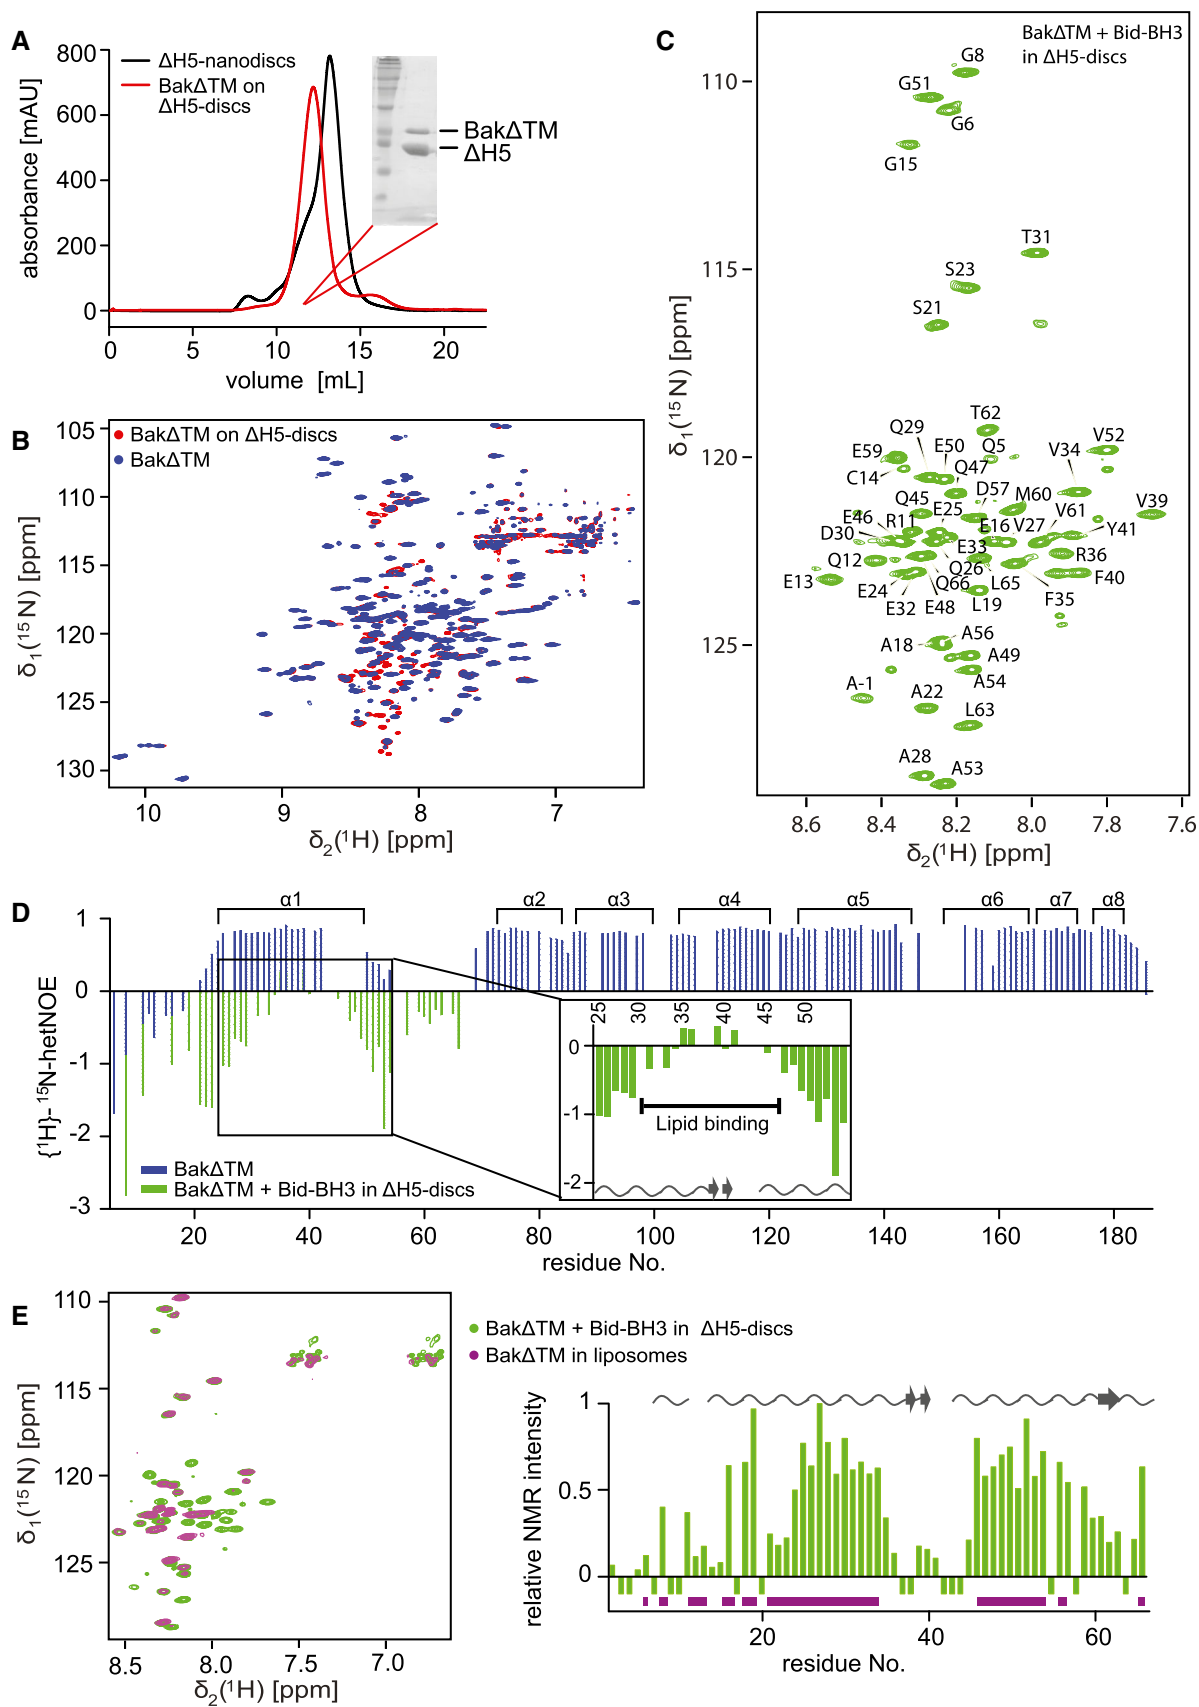 A
800
600
400
200
0
absorbance [mAU]
ΔH5-nanodiscs
BakΔTM on
ΔH5-discs
BakΔTM
ΔH5
0 5 10 15 20
volume [mL]
B
105
110
115
120
125
130
δ1(15N) [ppm]
BakΔTM on ΔH5-discs
BakΔTM
10 9 8 7
δ2(1H) [ppm]
C
BakΔTM + Bid-BH3
in ΔH5-discs
110
115
120
125
δ1(15N) [ppm]
G8
G51
G6
G15
T31
S23
S21
T62
Q29
Q5
E50
V34
V52
E59
C14
Q47
D57
M60
Q45
V39
E46
R11
E25
V61
D30
E16
V27
Y41
Q12
E33
R36
E13
Q26
L65
F40
E24
Q66
F35
E32
E48
L19
A18
A56
A49
A54
A-1
A22
L63
A28
A53
8.6 8.4 8.2 8.0 7.8 7.6
δ2(1H) [ppm]
D
α1 α2 α3 α4 α5 α6 α7 α8
1
0
-1
-2
-3
{1H}-15N-hetNOE
25 30 35 40 45 50
0
-1
-2
Lipid binding
BakΔTM
BakΔTM + Bid-BH3 in ΔH5-discs
20 40 60 80 100 120 140 160 180
residue No.
E
110
115
120
125
δ1(15N) [ppm]
8.5 8.0 7.5 7.0
δ2(1H) [ppm]
BakΔTM + Bid-BH3 in ΔH5-discs
BakΔTM in liposomes
1
0.5
0
relative NMR intensity
20 40 60
residue No.